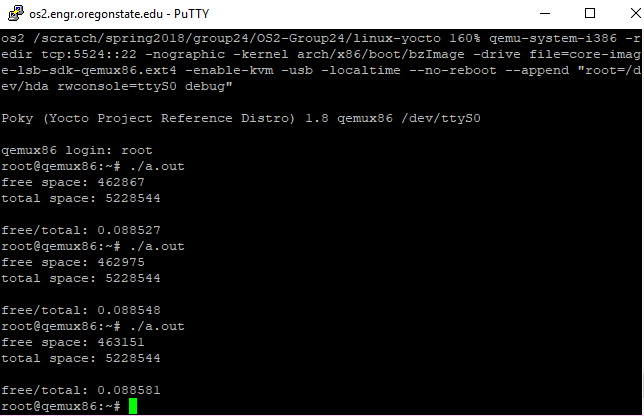 os2.engr.oregonstate.edu - PuTTY
os2 /scratch/spring2018/group24/OS2-Group24/linux-yocto 160% qemu-system-i386 -r
edir tcp:5524::22 -nographic -kernel arch/x86/boot/bzImage -drive file=core-imag
e-lsb-sdk-qemux86.ext4 -enable-kvm -usb -localtime --no-reboot --append "root=/d
ev/hda rwconsole=ttyS0 debug"
Poky (Yocto Project Reference Distro) 1.8 qemux86 /dev/ttyS0
qemux86 login: root
root@qemux86:~# ./a.out
free space: 462867
total space: 5228544
free/total: 0.088527
root@qemux86:~# ./a.out
free space: 462975
total space: 5228544
free/total: 0.088548
root@qemux86:~# ./a.out
free space: 463151
total space: 5228544
free/total: 0.088581
root@qemux86:~#